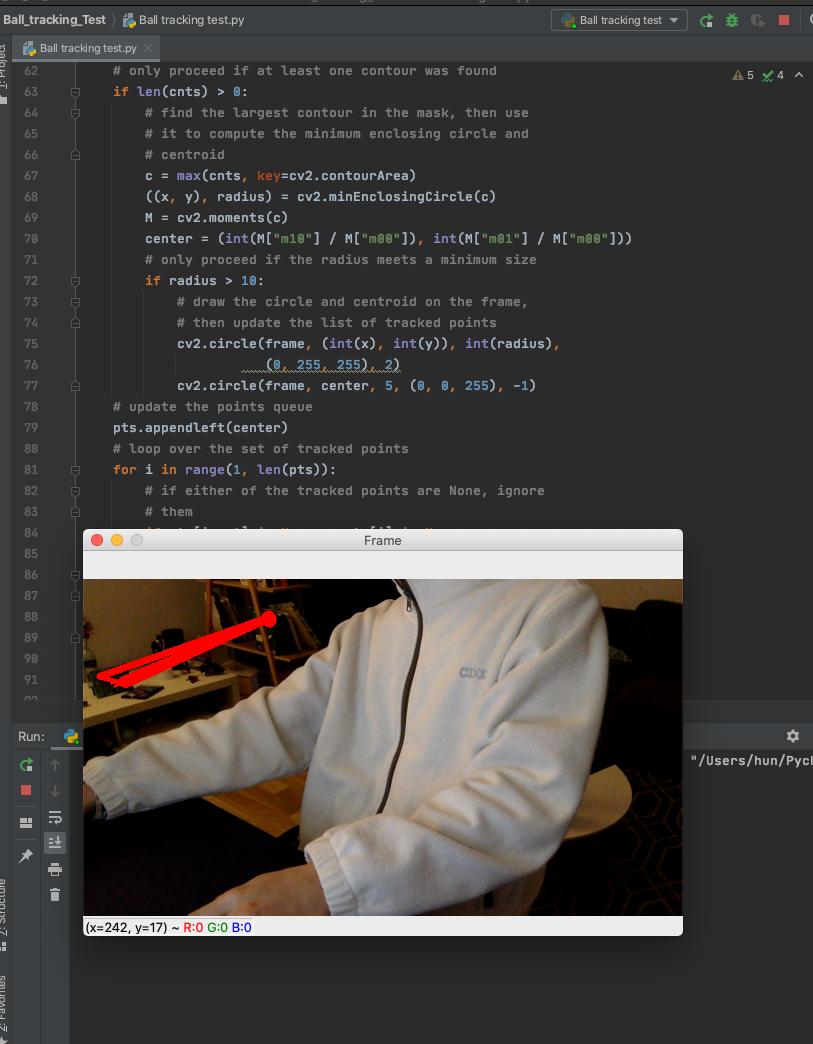 Ball_tracking_Test
Ball tracking test.py
Ball tracking test
Ball tracking test.py
1: Project
62 # only proceed if at least one contour was found
5 4
63 if len(cnts) > 0:
64 # find the largest contour in the mask, then use
65 # it to compute the minimum enclosing circle and
66 # centroid
67 c = max(cnts, key=cv2.contourArea)
68 ((x, y), radius) = cv2.minEnclosingCircle(c)
69 M = cv2.moments(c)
70 center = (int(M["m10"] / M["m00"]), int(M["m01"] / M["m00"]))
71 # only proceed if the radius meets a minimum size
72 if radius > 10:
73 # draw the circle and centroid on the frame,
74 # then update the list of tracked points
75 cv2.circle(frame, (int(x), int(y)), int(radius),
76 (0, 255, 255), 2)
77 cv2.circle(frame, center, 5, (0, 0, 255), -1)
78 # update the points queue
79 pts.appendleft(center)
80 # loop over the set of tracked points
81 for i in range(1, len(pts)):
82 # if either of the tracked points are None, ignore
83 # them
84
85
86
87
88
89
90
91
Frame
CDX
(x=242, y=17) ~ R:0 G:0 B:0
Run:
"/Users/hun/Pych
7: Structure
2: Favorites